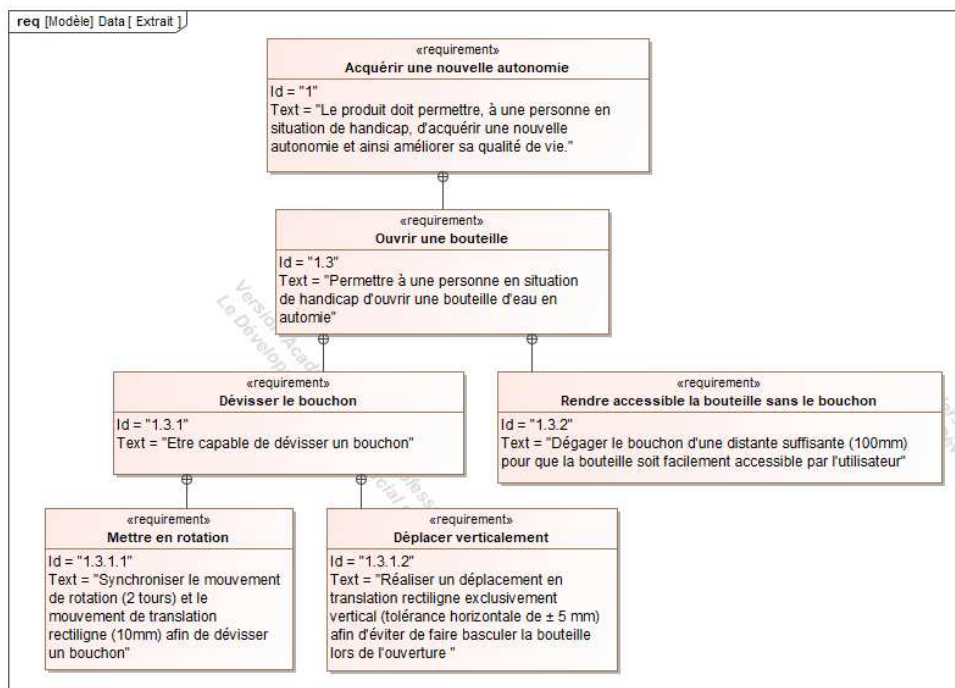 req [Modèle] Data [ Extrait ]
«requirement»
Acquérir une nouvelle autonomie
Id = "1"
Text = "Le produit doit permettre, à une personne en
situation de handicap, d'acquérir une nouvelle
autonomie et ainsi améliorer sa qualité de vie."
«requirement»
Ouvrir une bouteille
Id = "1.3"
Text = "Permettre à une personne en situation
de handicap d'ouvrir une bouteille d'eau en
automie"
«requirement»
Dévisser le bouchon
Id = "1.3.1"
Text = "Etre capable de dévisser un bouchon"
«requirement»
Rendre accessible la bouteille sans le bouchon
Id = "1.3.2"
Text = "Dégager le bouchon d'une distante suffisante (100mm)
pour que la bouteille soit facilement accessible par l'utilisateur"
«requirement»
Mettre en rotation
Id = "1.3.1.1"
Text = "Synchroniser le mouvement
de rotation (2 tours) et le
mouvement de translation
rectiligne (10mm) afin de dévisser
un bouchon"
«requirement»
Déplacer verticalement
Id = "1.3.1.2"
Text = "Réaliser un déplacement en
translation rectiligne exclusivement
vertical (tolérance horizontale de ± 5 mm)
afin d'éviter de faire basculer la bouteille
lors de l'ouverture "